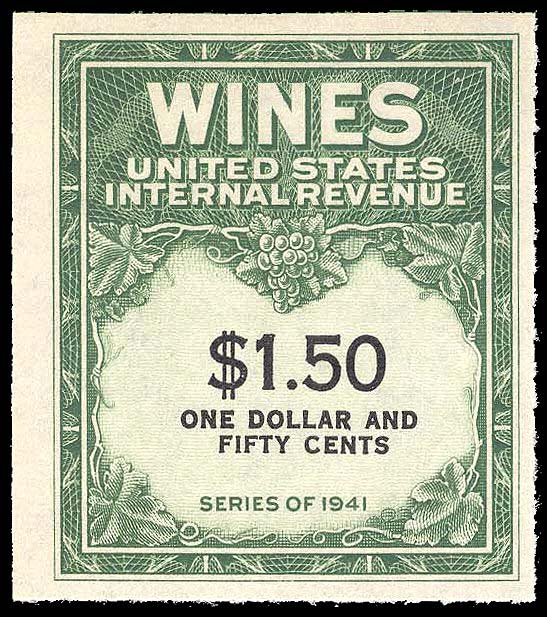 WINES
UNITED STATES
INTERNAL REVENUE
$1.50
ONE DOLLAR AND
FIFTY CENTS
SERIES OF 1941